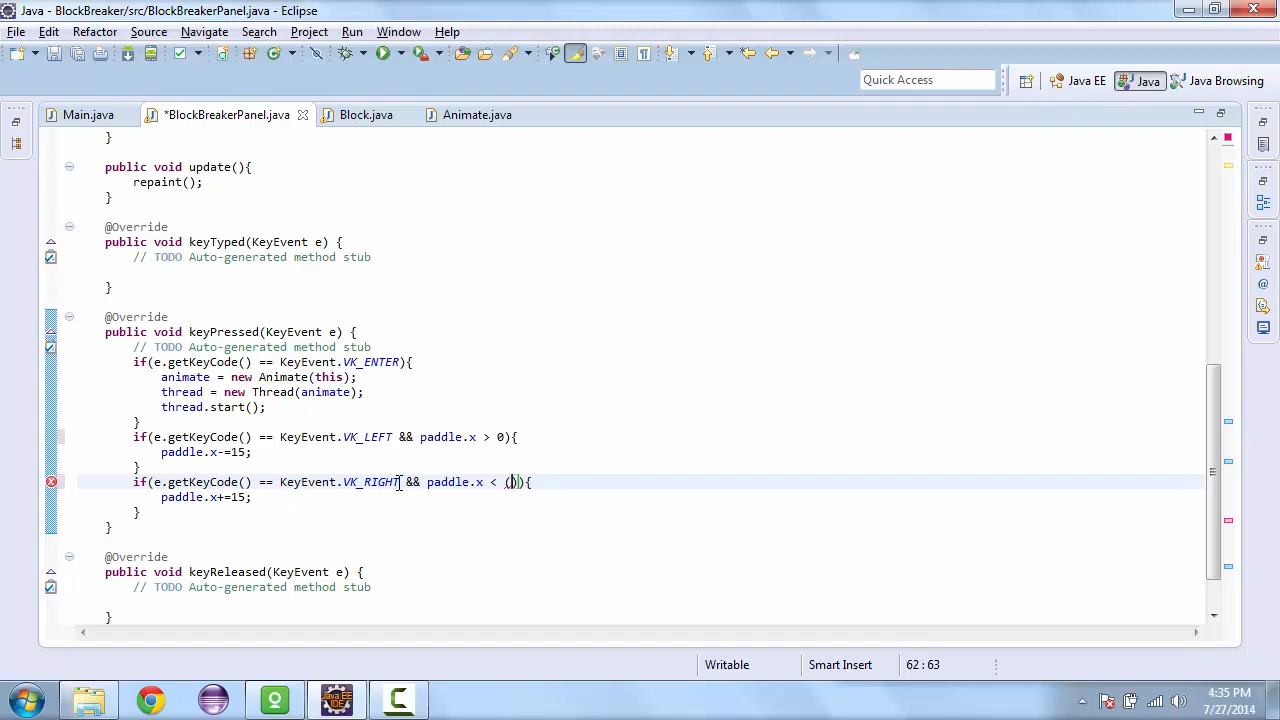 Java - BlockBreaker/src/BlockBreakerPanel.java - Eclipse
File Edit Refactor Source Navigate Search Project Run Window Help
Quick Access
Java EE
Java
Java Browsing
Main.java
*BlockBreakerPanel.java
Block.java
Animate.java
}
public void update(){
repaint();
}
@Override
public void keyTyped(KeyEvent e) {
// TODO Auto-generated method stub
}
@Override
public void keyPressed(KeyEvent e) {
// TODO Auto-generated method stub
if(e.getKeyCode() == KeyEvent.VK_ENTER){
animate = new Animate(this);
thread = new Thread(animate);
thread.start();
}
if(e.getKeyCode() == KeyEvent.VK_LEFT && paddle.x > 0){
paddle.x-=15;
}
if(e.getKeyCode() == KeyEvent.VK_RIGHT && paddle.x < ()){
paddle.x+=15;
}
}
@Override
public void keyReleased(KeyEvent e) {
// TODO Auto-generated method stub
}
Writable
Smart Insert
62 : 63
Java EE
IDE
4:35 PM
7/27/2014